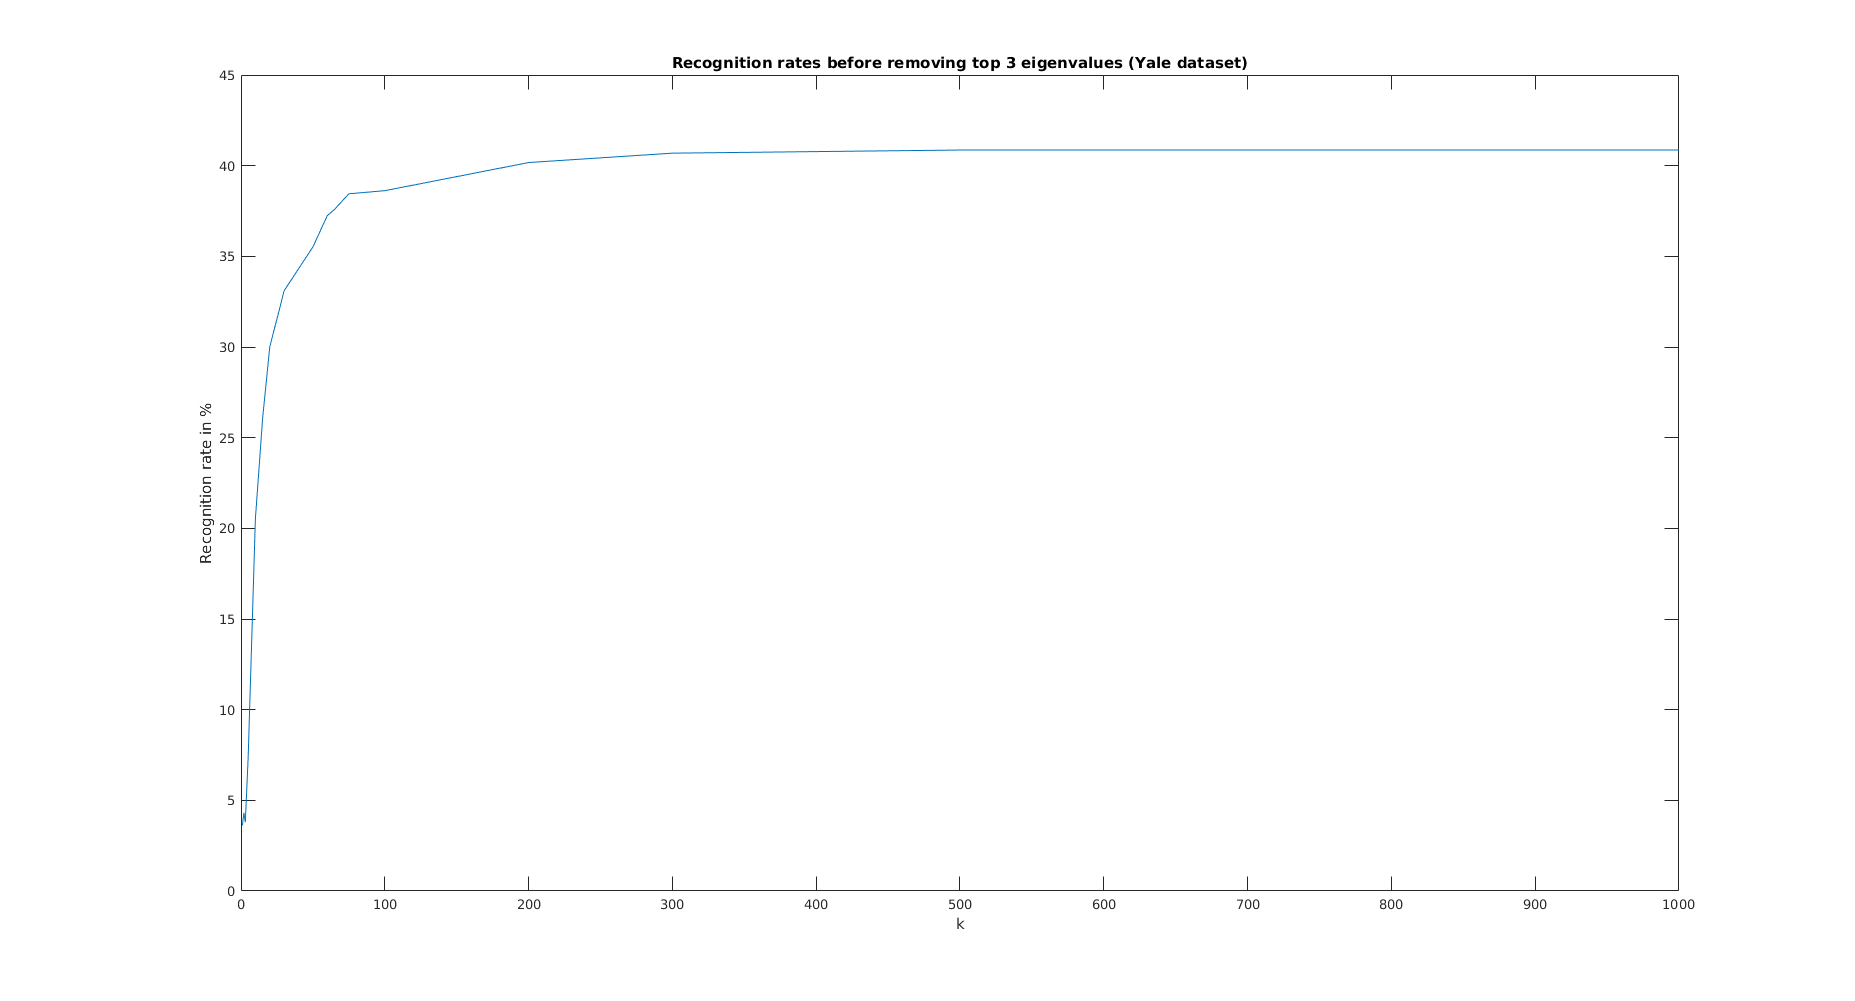 Recognition rates before removing top 3 eigenvalues (Yale dataset)
45
40
35
30
25
20
15
10
5
0
Recognition rate in %
0 100 200 300 400 500 600 700 800 900 1000
k